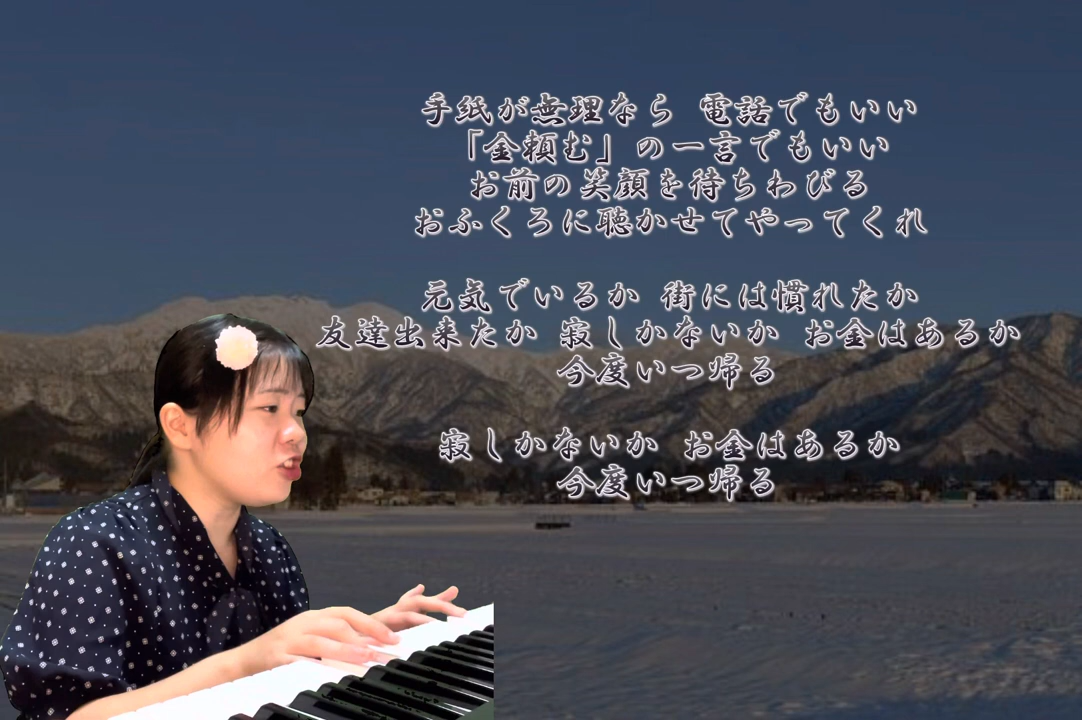 手紙が無理なら 電話でもいい
「金頼む」の一言でもいい
お前の笑顔を待ちわびる
おふくろに聴かせてやってくれ
元気でいるか 街には慣れたか
友達出来たか 寂しかないか お金はあるか
今度いつ帰る
寂しかないか お金はあるか
今度いつ帰る